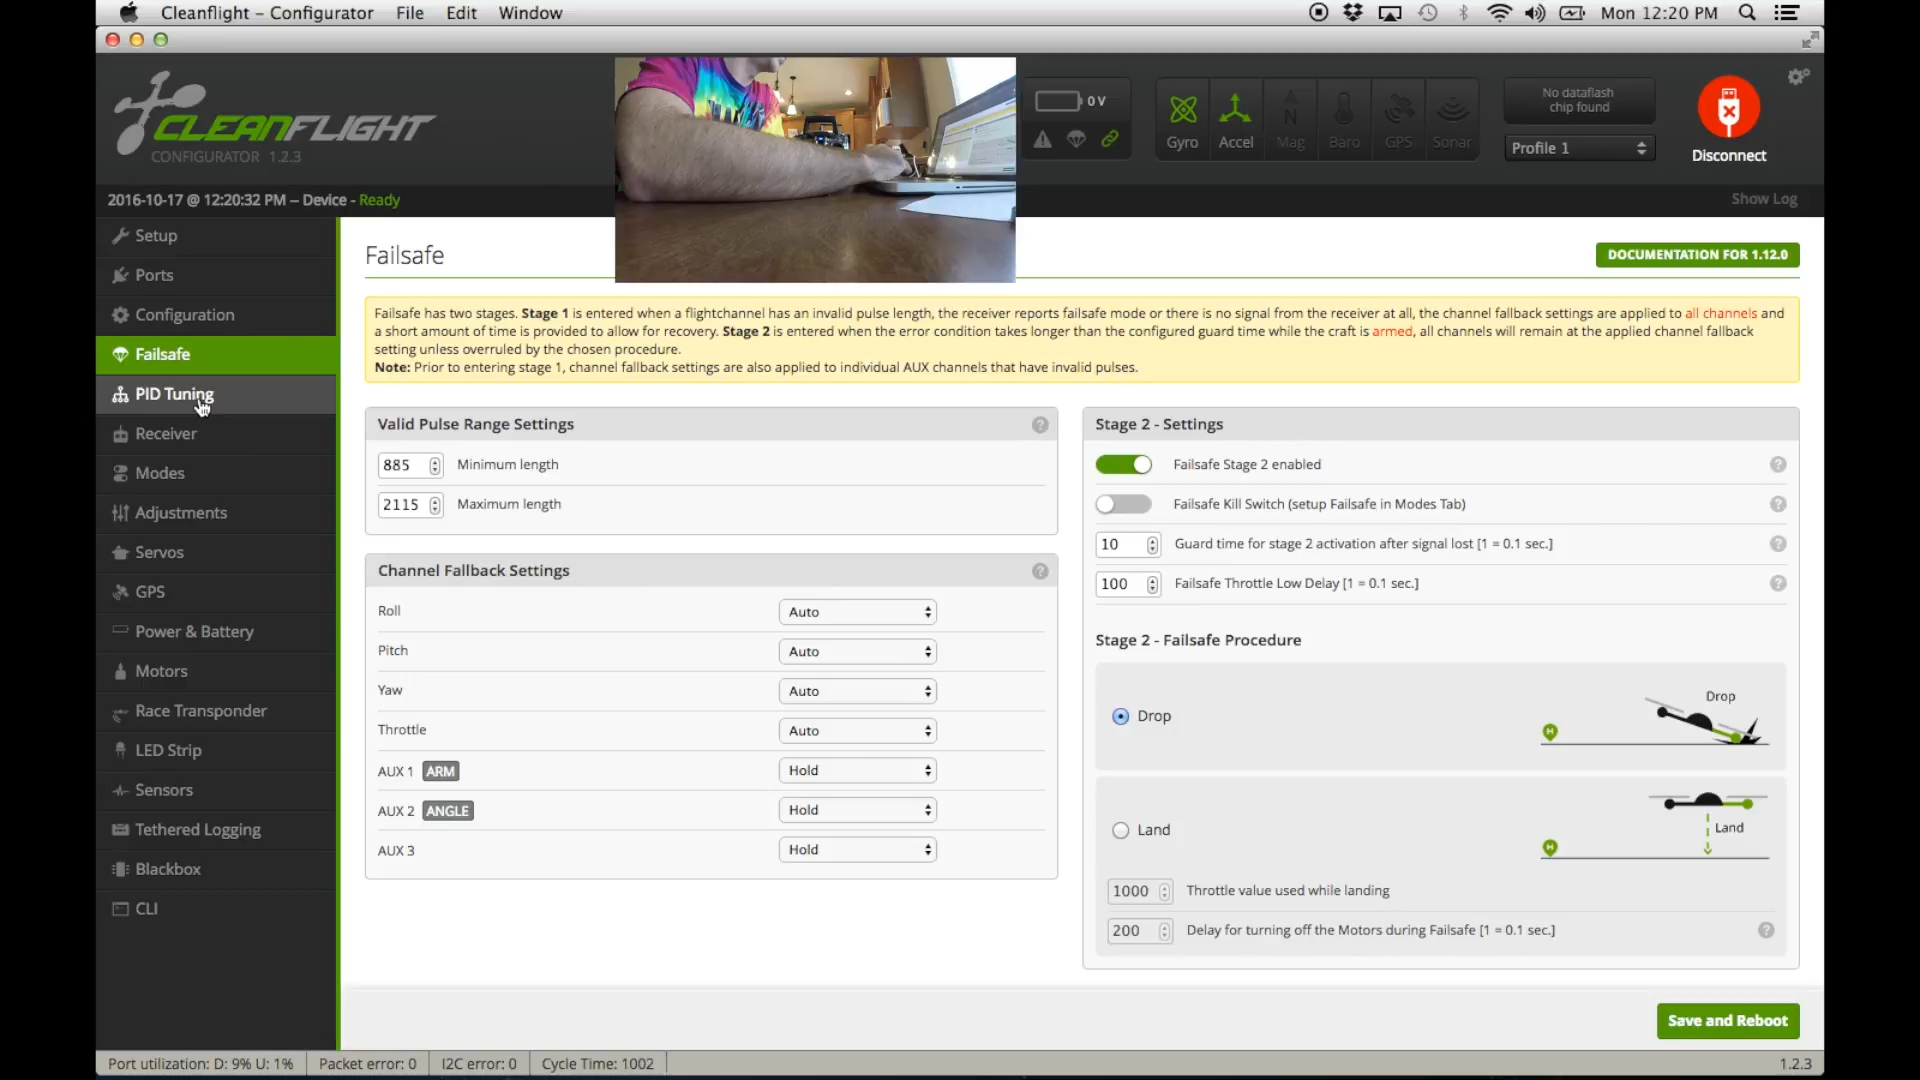 Cleanflight – Configurator File Edit Window
Mon 12:20 PM
CLEANFLIGHT
CONFIGURATOR 1.2.3
0 V
Gyro
Accel
Mag
Baro
GPS
Sonar
No dataflash
chip found
Profile 1
Disconnect
2016-10-17 @ 12:20:32 PM – Device - Ready
Show Log
Setup
Ports
Configuration
Failsafe
PID Tuning
Receiver
Modes
Adjustments
Servos
GPS
Power & Battery
Motors
Race Transponder
LED Strip
Sensors
Tethered Logging
Blackbox
CLI
Failsafe
DOCUMENTATION FOR 1.12.0
Failsafe has two stages. Stage 1 is entered when a flightchannel has an invalid pulse length, the receiver reports failsafe mode or there is no signal from the receiver at all, the channel fallback settings are applied to all channels and
a short amount of time is provided to allow for recovery. Stage 2 is entered when the error condition takes longer than the configured guard time while the craft is armed, all channels will remain at the applied channel fallback
setting unless overruled by the chosen procedure.
Note: Prior to entering stage 1, channel fallback settings are also applied to individual AUX channels that have invalid pulses.
Valid Pulse Range Settings
885 Minimum length
2115 Maximum length
Channel Fallback Settings
Roll Auto
Pitch Auto
Yaw Auto
Throttle Auto
AUX 1 ARM Hold
AUX 2 ANGLE Hold
AUX 3 Hold
Stage 2 - Settings
Failsafe Stage 2 enabled
Failsafe Kill Switch (setup Failsafe in Modes Tab)
10 Guard time for stage 2 activation after signal lost [1 = 0.1 sec.]
100 Failsafe Throttle Low Delay [1 = 0.1 sec.]
Stage 2 - Failsafe Procedure
Drop
Drop
Land
Land
1000 Throttle value used while landing
200 Delay for turning off the Motors during Failsafe [1 = 0.1 sec.]
Save and Reboot
Port utilization: D: 9% U: 1% Packet error: 0 I2C error: 0 Cycle Time: 1002
1.2.3